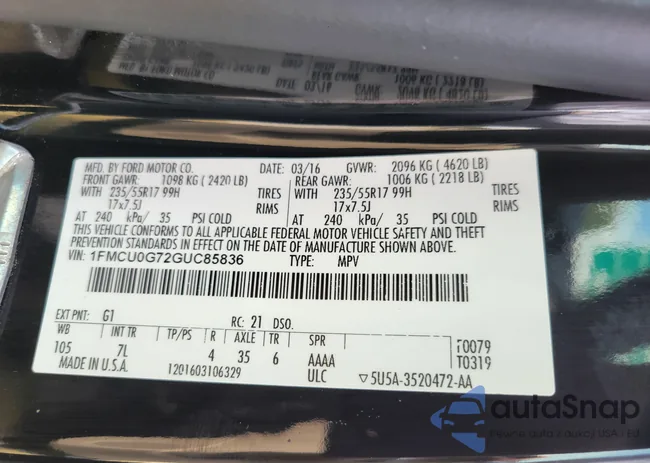 MFD. BY FORD MOTOR CO. DATE: 03/16 GVWR: 2096 KG ( 4620 LB)
FRONT GAWR: 1098 KG ( 2420 LB) REAR GAWR: 1006 KG ( 2218 LB)
WITH 235/55R17 99H TIRES WITH 235/55R17 99H TIRES
17x7.5J RIMS 17x7.5J RIMS
AT 240 kPa/ 35 PSI COLD AT 240 kPa/ 35 PSI COLD
THIS VEHICLE CONFORMS TO ALL APPLICABLE FEDERAL MOTOR VEHICLE SAFETY AND THEFT
PREVENTION STANDARDS IN EFFECT ON THE DATE OF MANUFACTURE SHOWN ABOVE.
VIN: 1FMCU0G72GUC85836 TYPE: MPV
EXT PNT: G1 RC: 21 DSO:
WB INT TR TP/PS R AXLE TR SPR
105 7L 4 35 6 AAAA
F0079
T0319
MADE IN U.S.A. 1201603106329 ULC ▽5U5A-3520472-AA
autoSnap